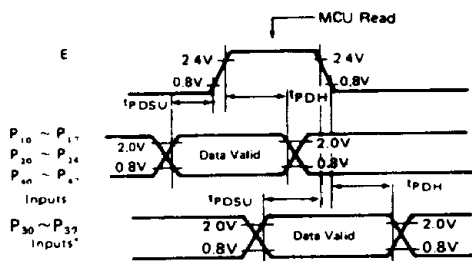 MCU Read
E
2.4V
2.4V
0.8V
0.8V
tPDSU
tPDH
P10 ~ P17
P20 ~ P24
P40 ~ P47
Inputs
2.0V
2.0V
Data Valid
0.8V
0.8V
tPDSU
tPDH
P30~P37
Inputs*
2.0V
2.0V
Data Valid
0.8V
0.8V